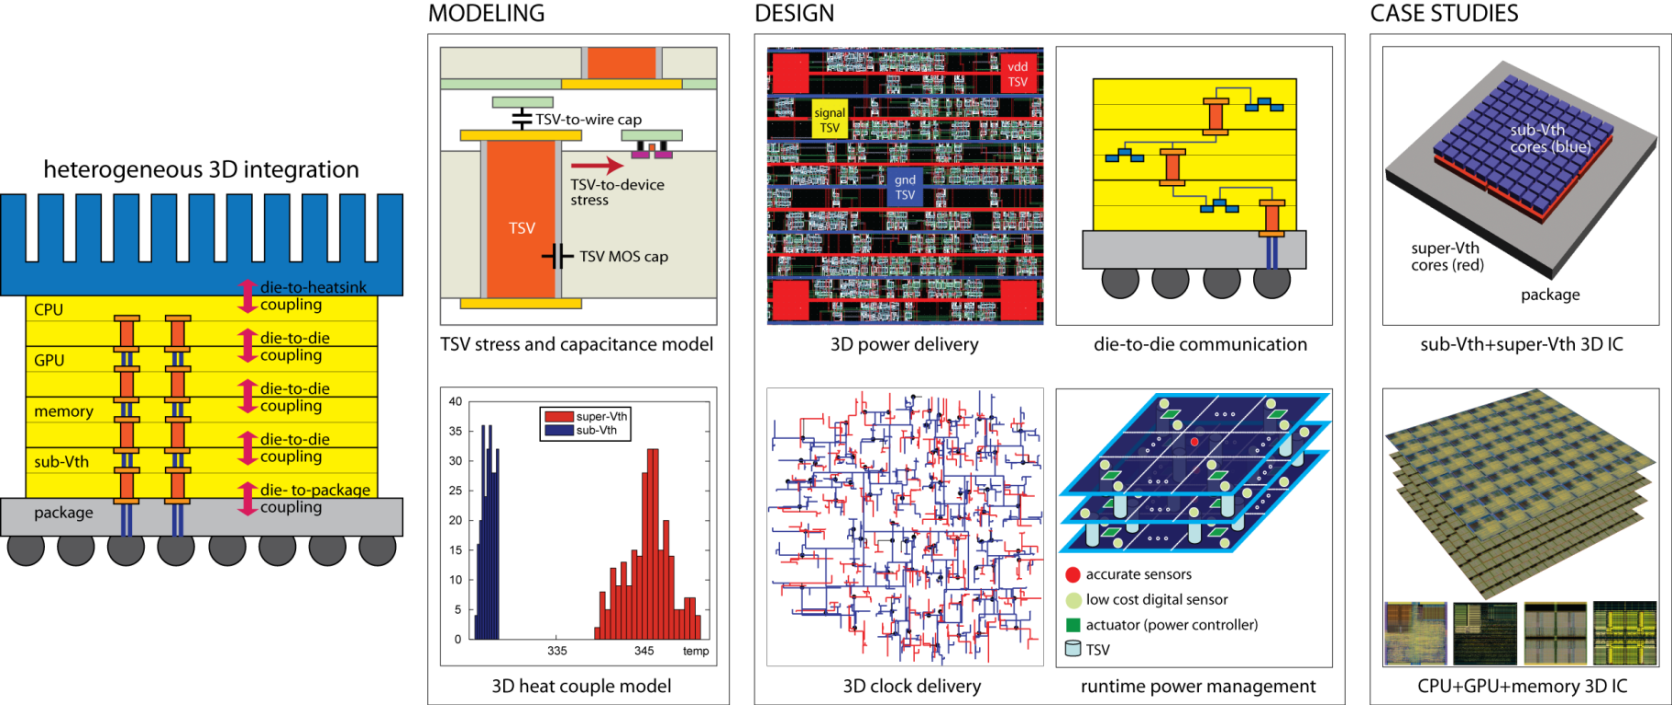 heterogeneous 3D integration
die-to-heatsink
coupling
CPU
die-to-die
coupling
GPU
die-to-die
coupling
memory
die-to-die
coupling
sub-Vth
die- to-package
coupling
package
MODELING
TSV-to-wire cap
TSV-to-device
stress
TSV
TSV MOS cap
TSV stress and capacitance model
40
35
30
25
20
15
10
5
0
super-Vth
sub-Vth
335
345
temp
3D heat couple model
DESIGN
vdd
TSV
signal
TSV
gnd
TSV
3D power delivery
die-to-die communication
3D clock delivery
accurate sensors
low cost digital sensor
actuator (power controller)
TSV
runtime power management
CASE STUDIES
sub-Vth
cores (blue)
super-Vth
cores (red)
package
sub-Vth+super-Vth 3D IC
CPU+GPU+memory 3D IC